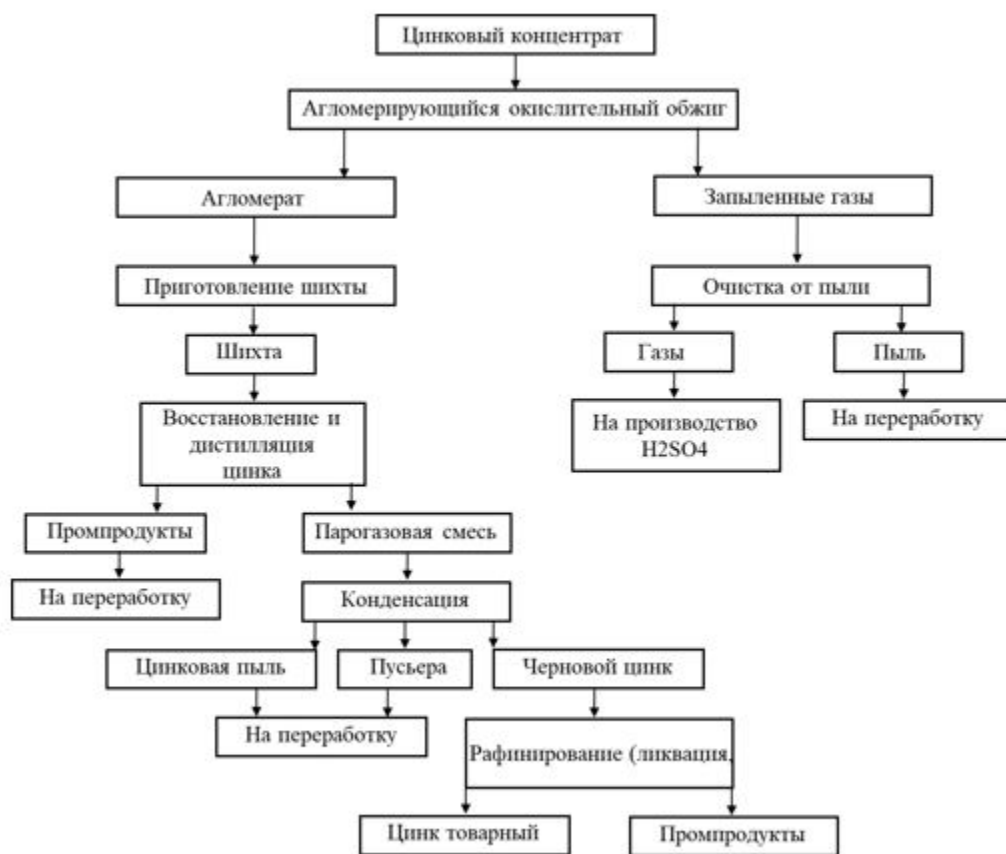 Цинковый концентрат
Агломерирующийся окислительный обжиг
Агломерат
Запыленные газы
Приготовление шихты
Очистка от пыли
Шихта
Газы
Пыль
Восстановление и
дистилляция
цинка
На производство
H2SO4
На переработку
Промпродукты
Парогазовая смесь
На переработку
Конденсация
Цинковая пыль
Пусьера
Черновой цинк
На переработку
Рафинирование (ликвация,
Цинк товарный
Промпродукты